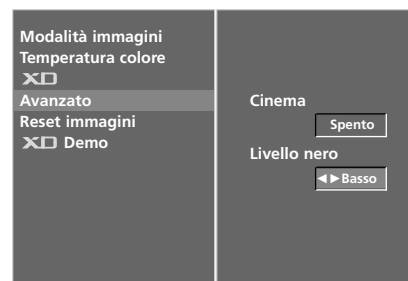 Modalità immagini
Temperatura colore
XD
Avanzato
Reset immagini
XD Demo
Cinema
Spento
Livello nero
◀▶Basso